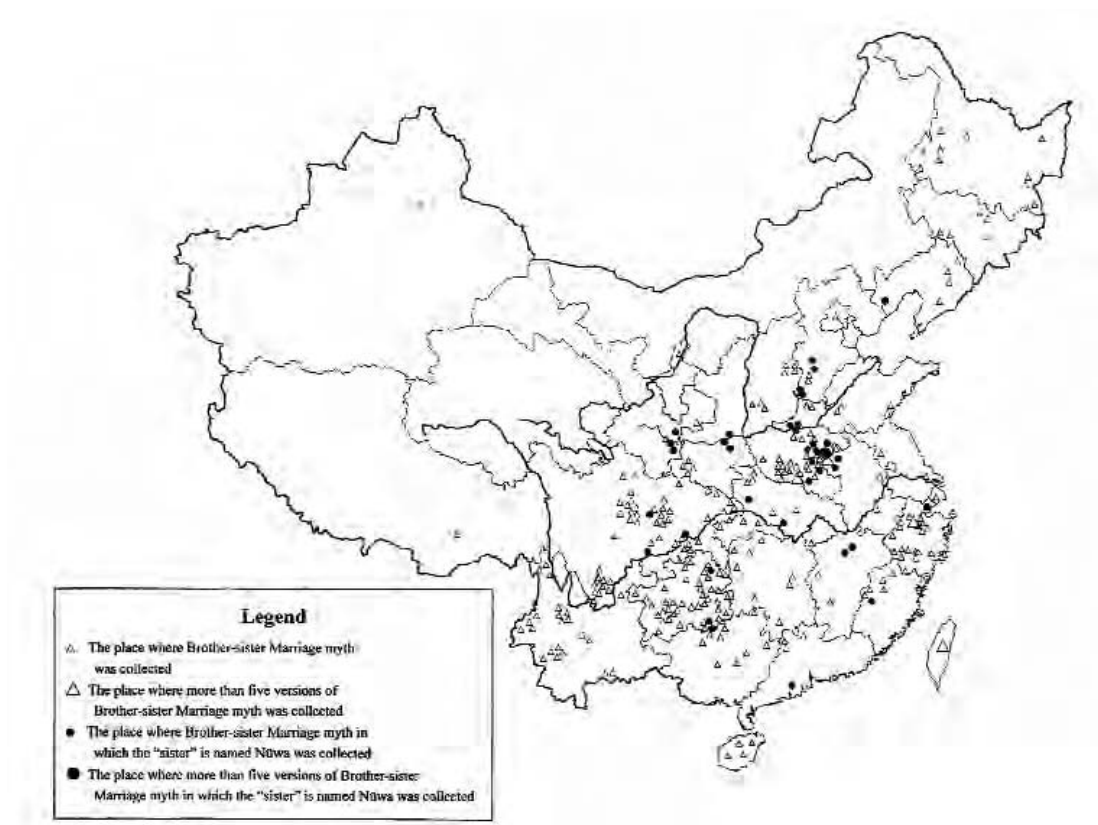 Legend
The place where Brother-sister Marriage myth
was collected
The place where more than five versions of
Brother-sister Marriage myth was collected
The place where Brother-sister Marriage myth in
which the "sister" is named Nüwa was collected
The place where more than five versions of Brother-sister
Marriage myth in which the "sister" is named Nüwa was collected